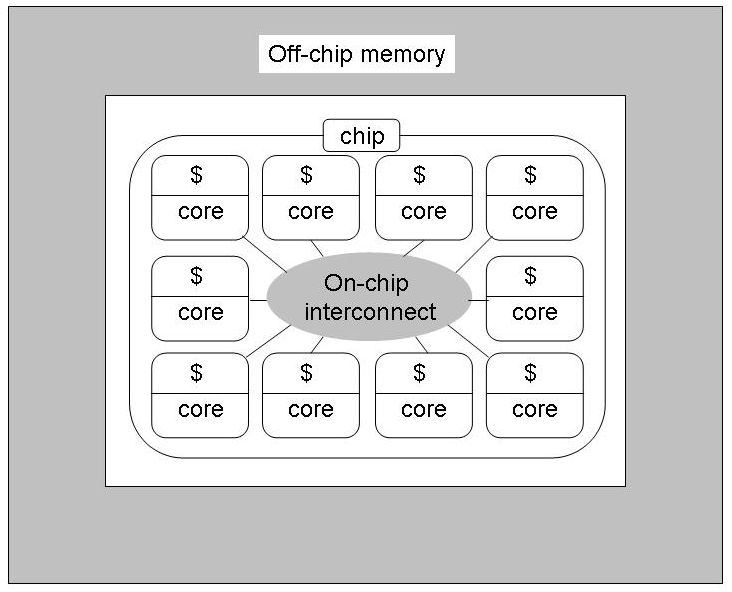 Off-chip memory
chip
$ $ $ $
core core core core
$ On-chip $
core interconnect core
$ $ $ $
core core core core